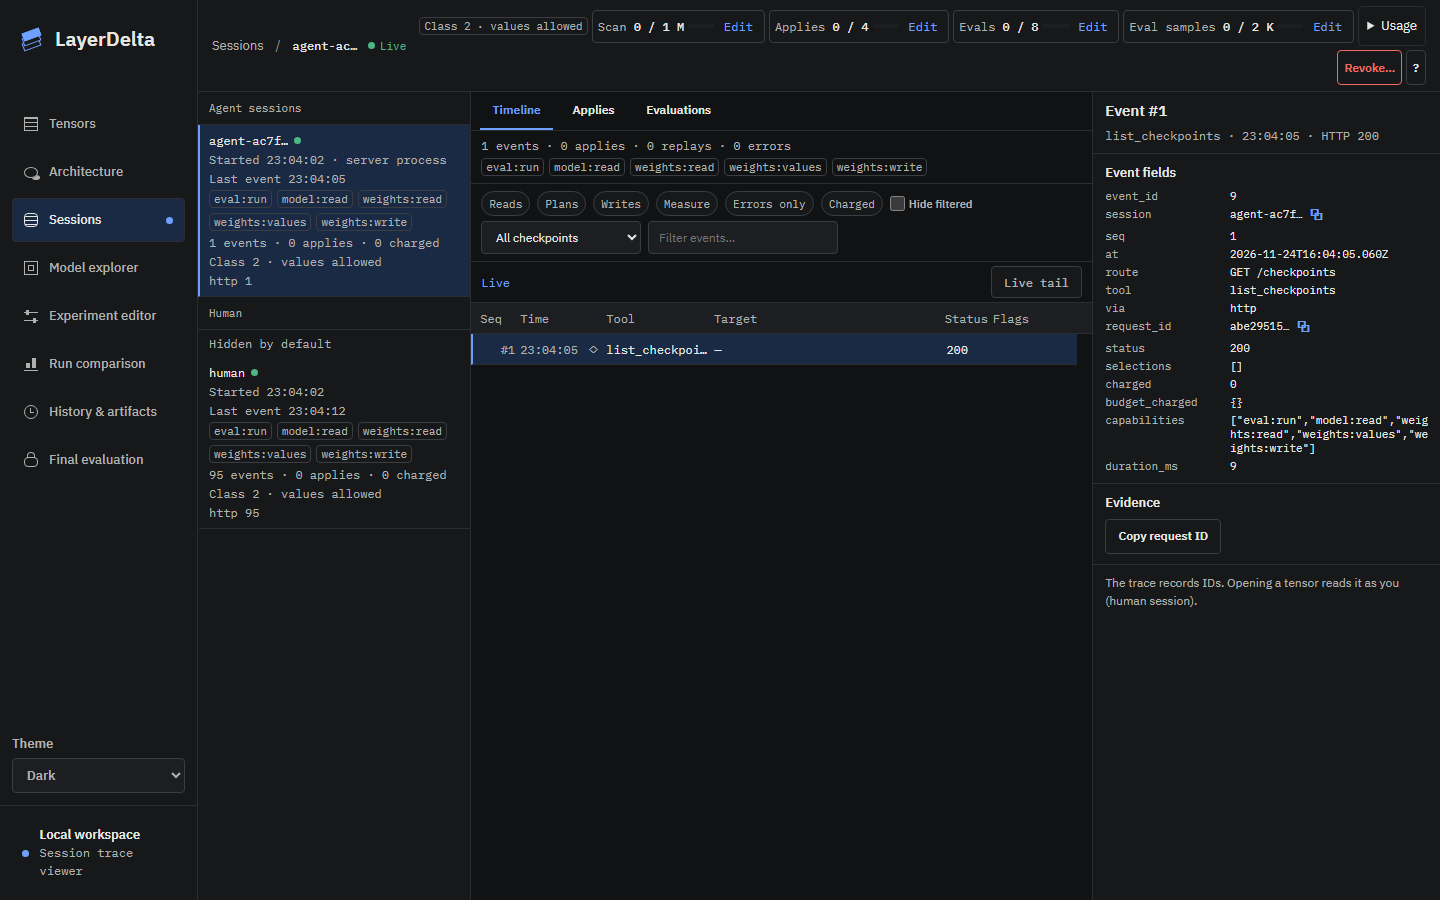 LayerDelta
Tensors
Architecture
Sessions
Model explorer
Experiment editor
Run comparison
History & artifacts
Final evaluation
Theme
Dark
Local workspace
Session trace
viewer
Sessions / agent-ac… Live
Class 2 · values allowed
Scan 0 / 1 M Edit
Applies 0 / 4 Edit
Evals 0 / 8 Edit
Eval samples 0 / 2 K Edit
Usage
Revoke…
?
Agent sessions
agent-ac7f…
Started 23:04:02 · server process
Last event 23:04:05
eval:run model:read weights:read
weights:values weights:write
1 events · 0 applies · 0 charged
Class 2 · values allowed
http 1
Human
Hidden by default
human
Started 23:04:02
Last event 23:04:12
eval:run model:read weights:read
weights:values weights:write
95 events · 0 applies · 0 charged
Class 2 · values allowed
http 95
Timeline Applies Evaluations
1 events · 0 applies · 0 replays · 0 errors
eval:run model:read weights:read weights:values weights:write
Reads Plans Writes Measure Errors only Charged Hide filtered
All checkpoints Filter events…
Live Live tail
Seq Time Tool Target Status Flags
#1 23:04:05 ◇ list_checkpoi… — 200
Event #1
list_checkpoints · 23:04:05 · HTTP 200
Event fields
event_id 9
session agent-ac7f…
seq 1
at 2026-11-24T16:04:05.060Z
route GET /checkpoints
tool list_checkpoints
via http
request_id abe29515…
status 200
selections []
charged 0
budget_charged {}
capabilities ["eval:run","model:read","weig
hts:read","weights:values","we
ights:write"]
duration_ms 9
Evidence
Copy request ID
The trace records IDs. Opening a tensor reads it as you
(human session).